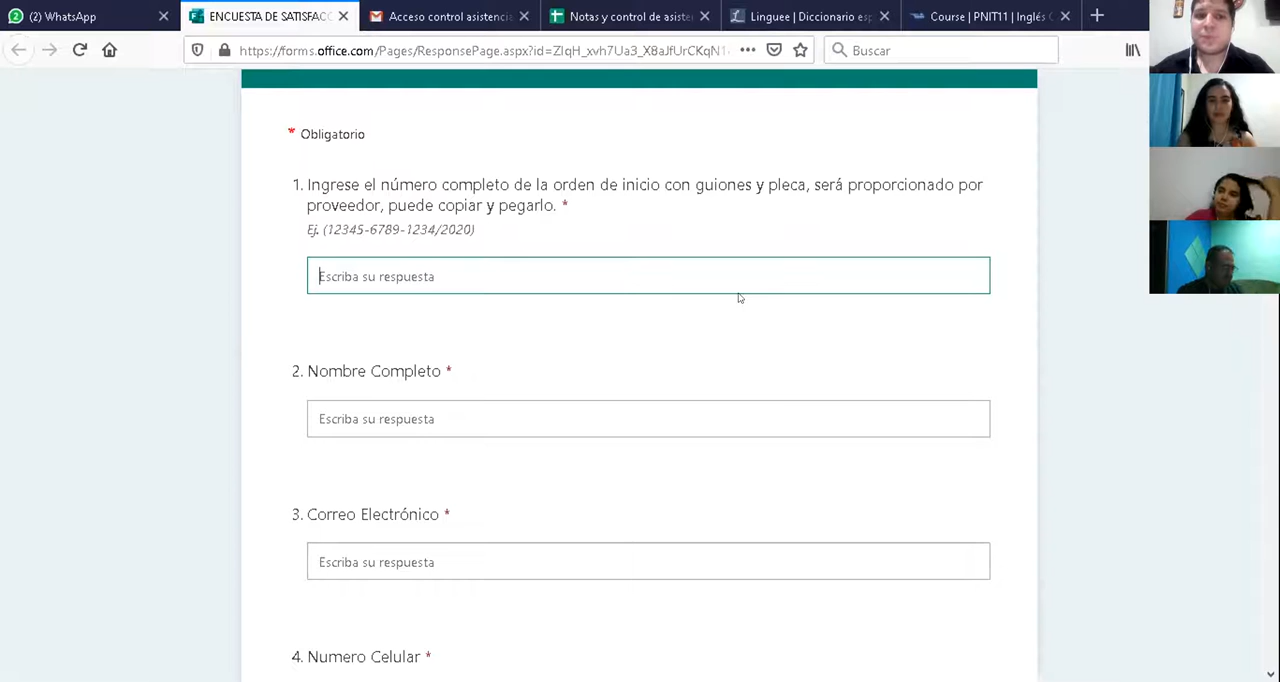 (2) WhatsApp
ENCUESTA DE SATISFACC
Acceso control asistencia
Notas y control de asiste
Linguee | Diccionario esp
Course | PNIT11 | Inglés
https://forms.office.com/Pages/ResponsePage.aspx?id=ZIqH_xvh7Ua3_X8aJfUrCKqN1
Buscar
* Obligatorio
1. Ingrese el número completo de la orden de inicio con guiones y pleca, será proporcionado por
proveedor, puede copiar y pegarlo. *
Ej. (12345-6789-1234/2020)
Escriba su respuesta
2. Nombre Completo *
Escriba su respuesta
3. Correo Electrónico *
Escriba su respuesta
4. Numero Celular *